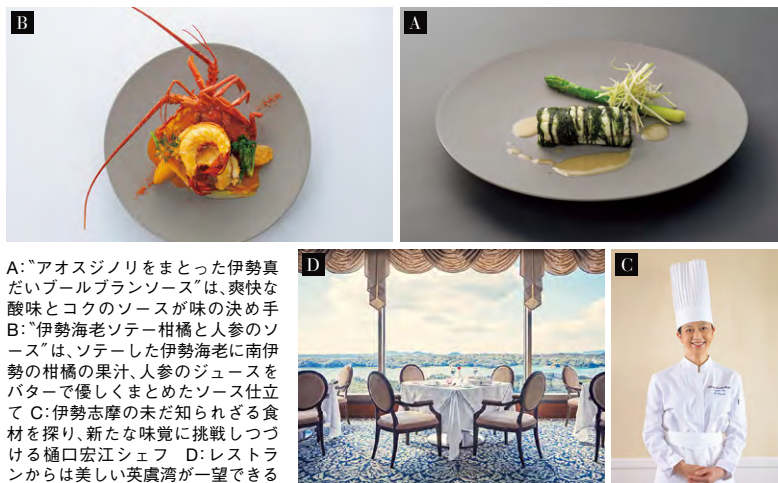 B
A
A：〝アオスジノリをまとった伊勢真
だいブールブランソース〟は、爽快な
酸味とコクのソースが味の決め手
B：〝伊勢海老ソテー柑橘と人参のソ
ース〟は、ソテーした伊勢海老に南伊
勢の柑橘の果汁、人参のジュースを
バターで優しくまとめたソース仕立
て C：伊勢志摩の未だ知られざる食
材を探り、新たな味覚に挑戦しつづ
ける樋口宏江シェフ　D：レストラ
ンからは美しい英虞湾が一望できる
D
C